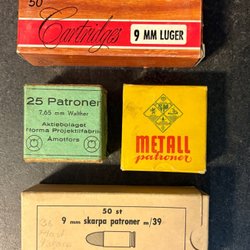 50
Cartridges
9 MM LUGER
25 Patroner
7,65 mm Walther
Aktiebolaget
Norma Projektilfabrik
Åmotfors
METALL
patroner
50 st
9 mm skarpa patroner m/39